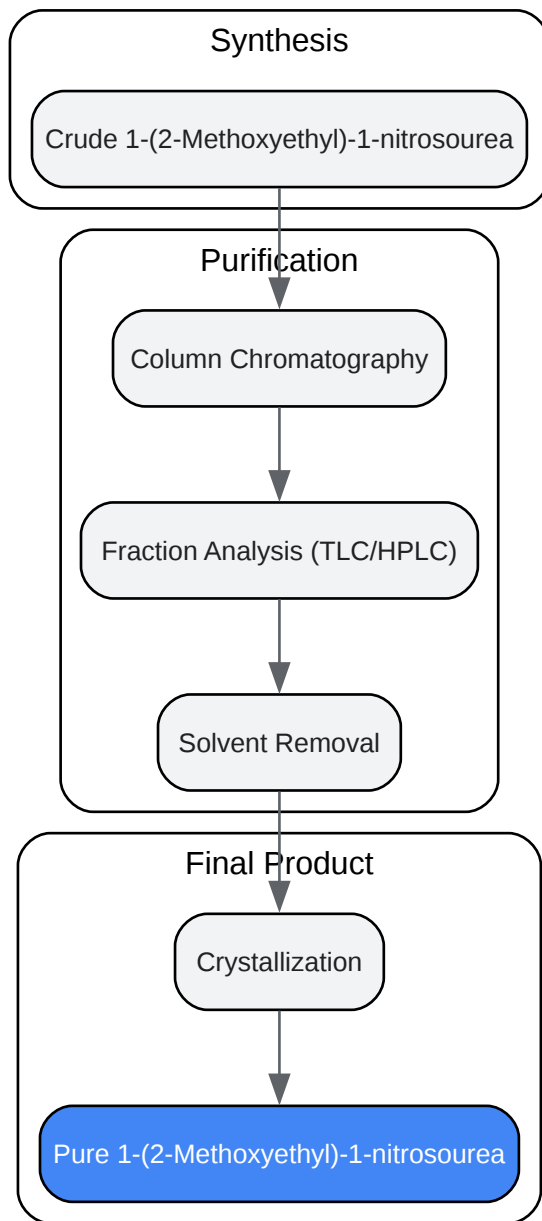 Synthesis
Crude 1-(2-Methoxyethyl)-1-nitrosourea
Purification
Column Chromatography
Fraction Analysis (TLC/HPLC)
Solvent Removal
Final Product
Crystallization
Pure 1-(2-Methoxyethyl)-1-nitrosourea